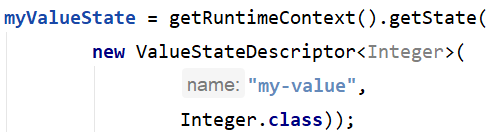 myValueState = getRuntimeContext().getState(
new ValueStateDescriptor<Integer>(
name: "my-value",
Integer.class));